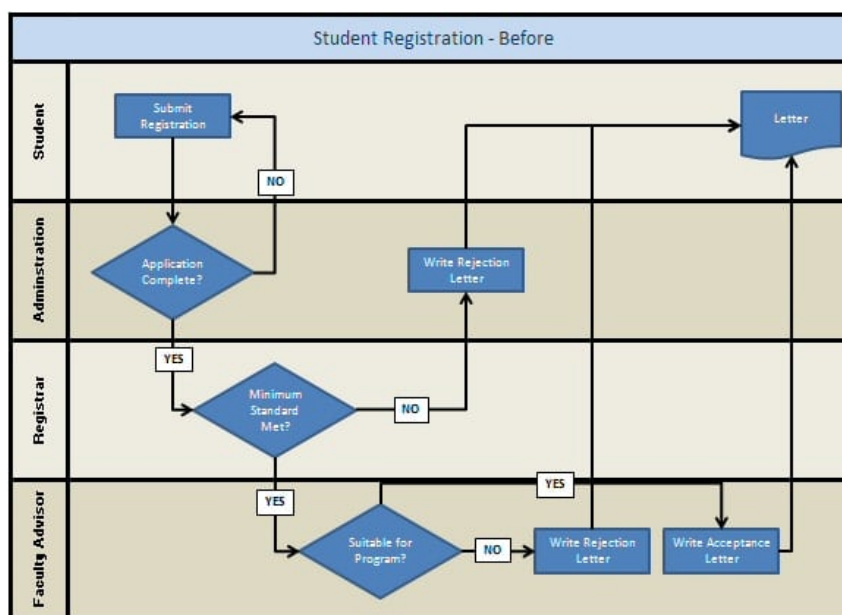 Student Registration - Before
Student
Submit
Registration
Letter
NO
Adminstration
Application
Complete?
Write Rejection
Letter
YES
Registrar
Minimum
Standard
Met?
NO
YES
YES
Faculty Advisor
Suitable for
Program?
NO
Write Rejection
Letter
Write Acceptance
Letter